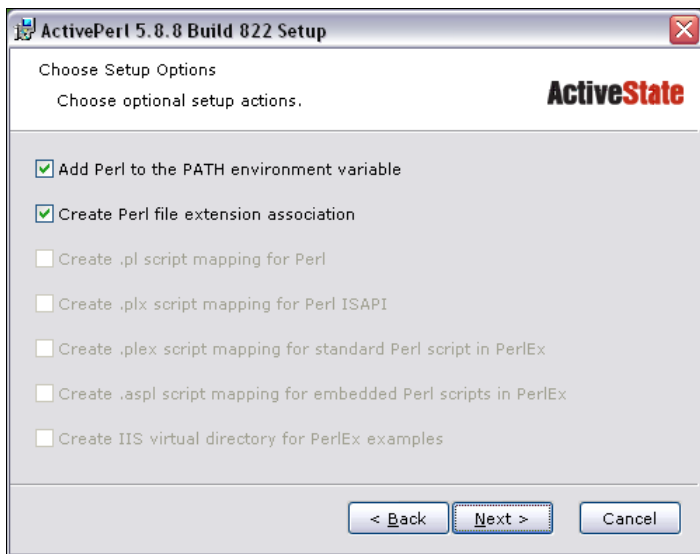 ActivePerl 5.8.8 Build 822 Setup
Choose Setup Options
Choose optional setup actions.
ActiveState
Add Perl to the PATH environment variable
Create Perl file extension association
Create .pl script mapping for Perl
Create .plx script mapping for Perl ISAPI
Create .plex script mapping for standard Perl script in PerlEx
Create .aspl script mapping for embedded Perl scripts in PerlEx
Create IIS virtual directory for PerlEx examples
< Back Next > Cancel